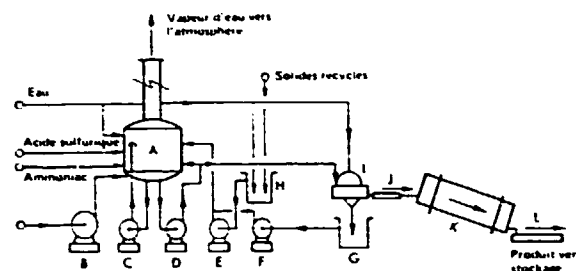 Vapeur d'eau vers
l'atmosphère
Solides recyclés
Eau
Acide sulfurique
Ammoniac
A
I
J
H
K
L
B
C
D
E
F
G
Produit vers
stockage